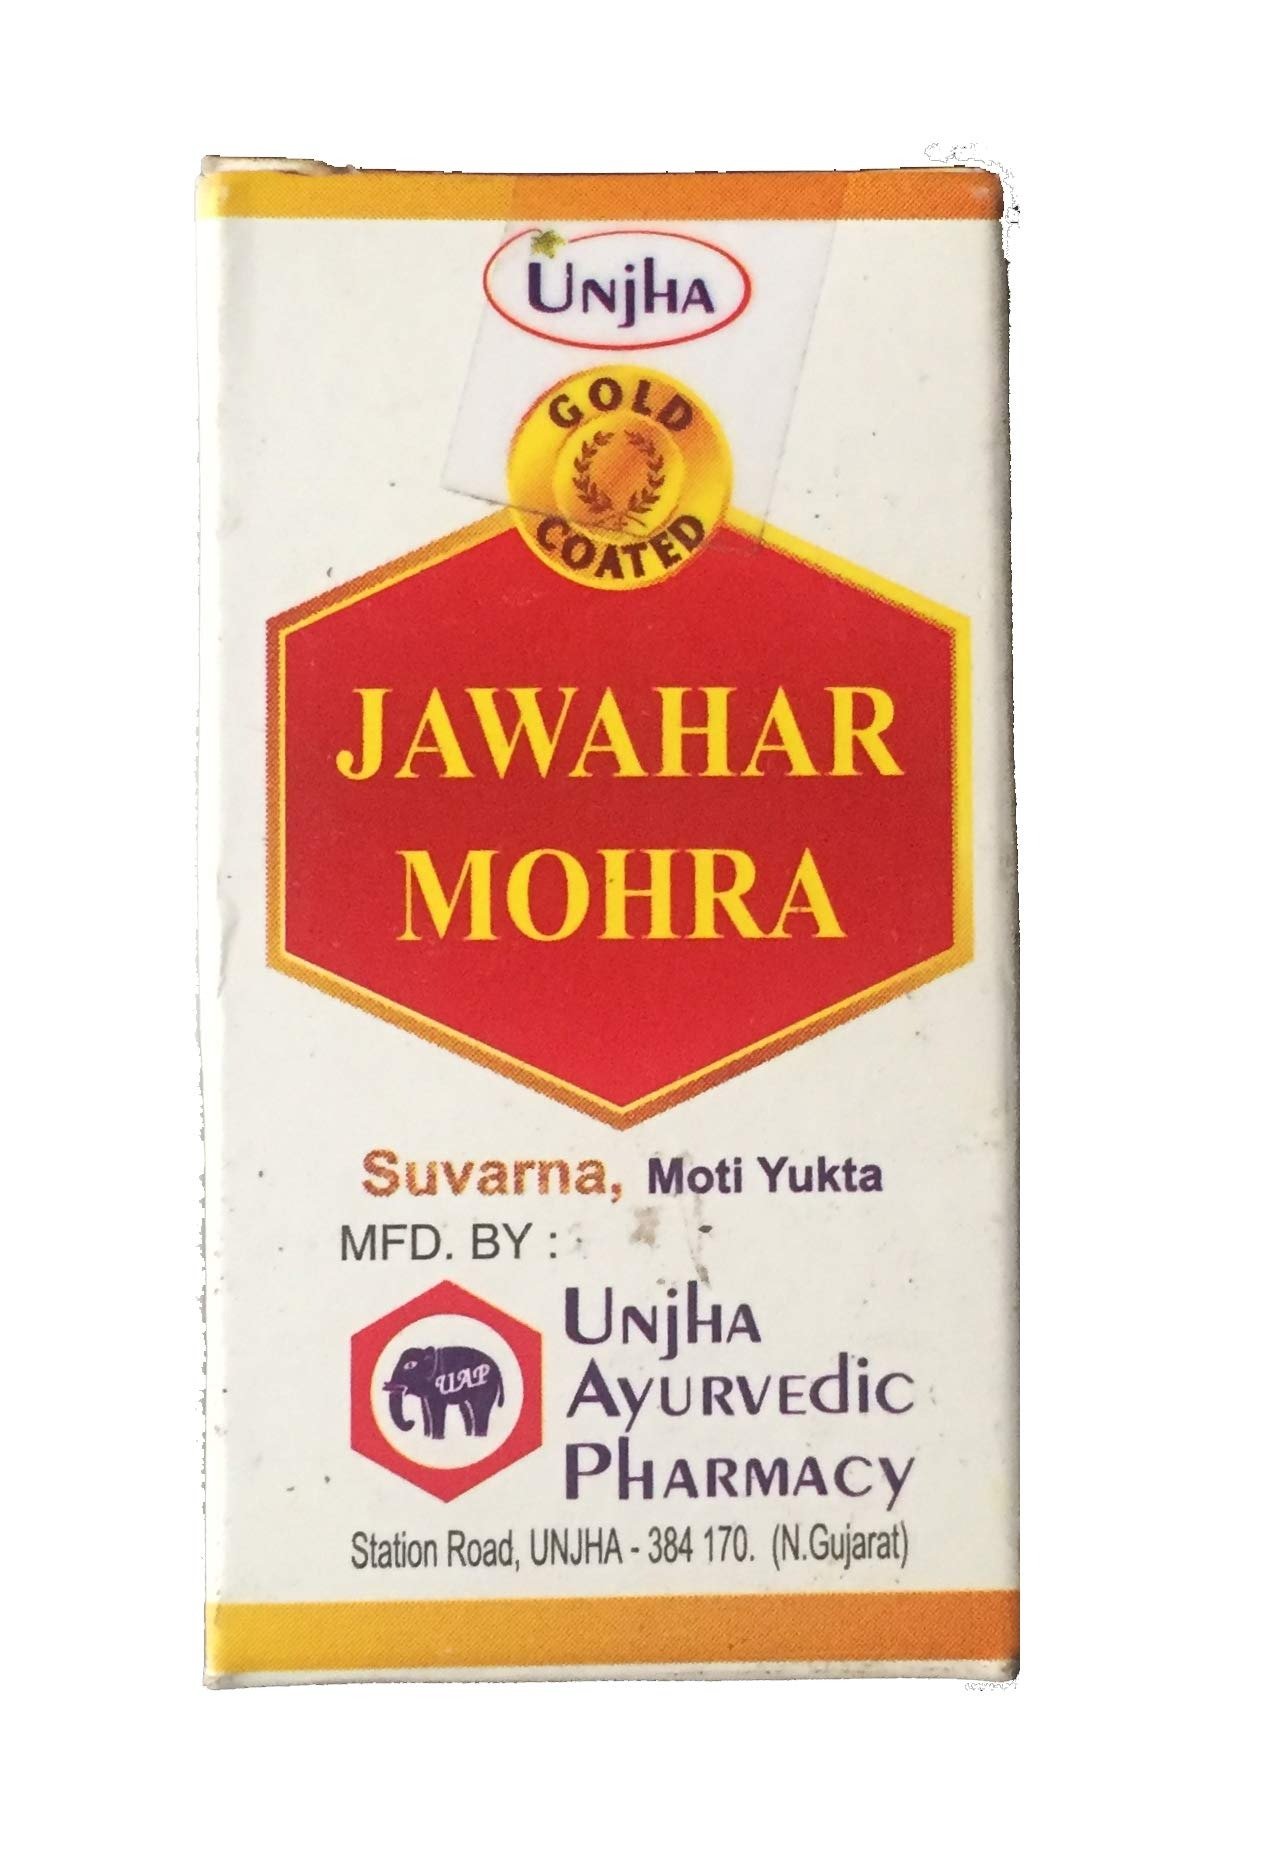 Unjha
GOLD
COATED
JAWAHAR
MOHRA
Suvarna, Moti Yukta
MFD. BY :
UAP
Unjha
Ayurvedic
Pharmacy
Station Road, UNJHA - 384 170. (N.Gujarat)